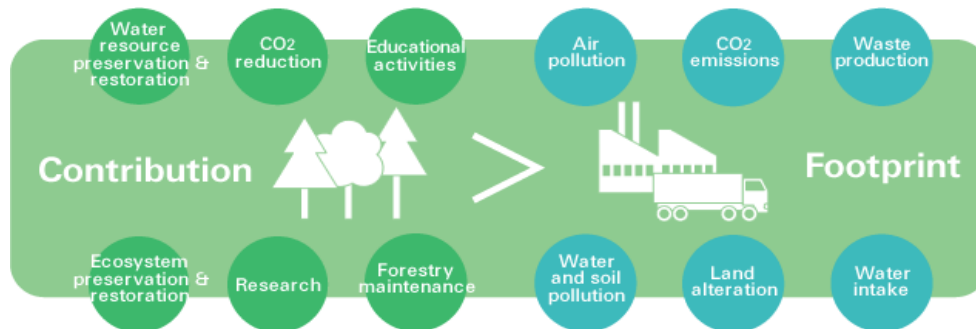 Water
resource
preservation &
restoration
CO2
reduction
Educational
activities
Air
pollution
CO2
emissions
Waste
production
Contribution
>
Footprint
Ecosystem
preservation &
restoration
Research
Forestry
maintenance
Water
and soil
pollution
Land
alteration
Water
intake